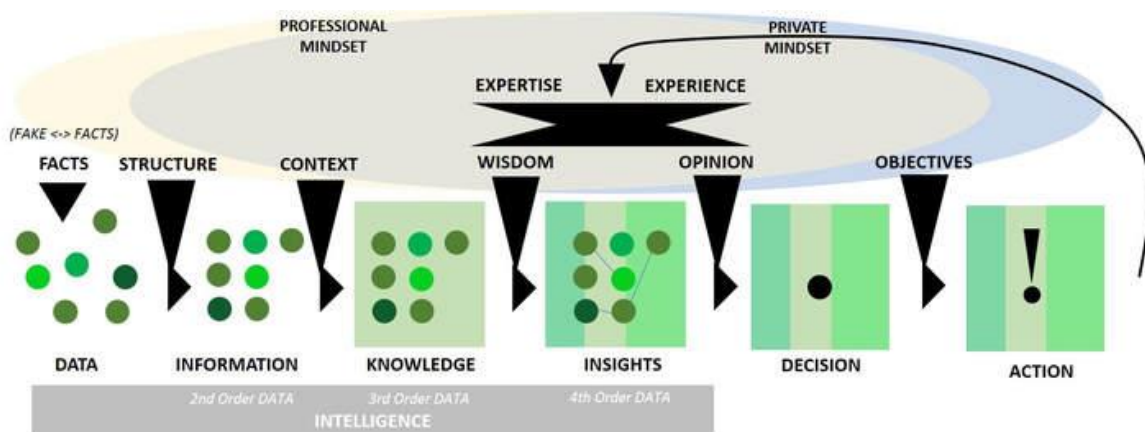 PROFESSIONAL
MINDSET
PRIVATE
MINDSET
EXPERTISE
EXPERIENCE
(FAKE <-> FACTS)
FACTS
STRUCTURE
CONTEXT
WISDOM
OPINION
OBJECTIVES
DATA
INFORMATION
KNOWLEDGE
INSIGHTS
DECISION
ACTION
2nd Order DATA
3rd Order DATA
4th Order DATA
INTELLIGENCE